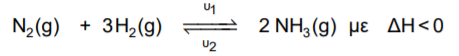 υ₁
N₂(g) + 3H₂(g) ⇌ 2 NH₃(g) με ΔH<0
υ₂